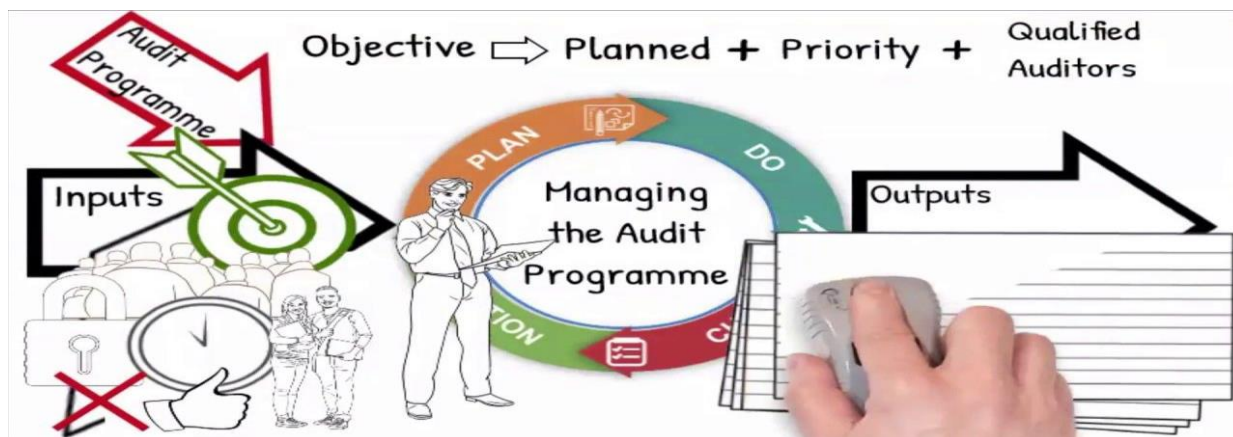 Audit
Programme
Objective ⇨ Planned + Priority + Qualified
Auditors
PLAN
DO
Inputs
Managing
the Audit
Programme
Outputs